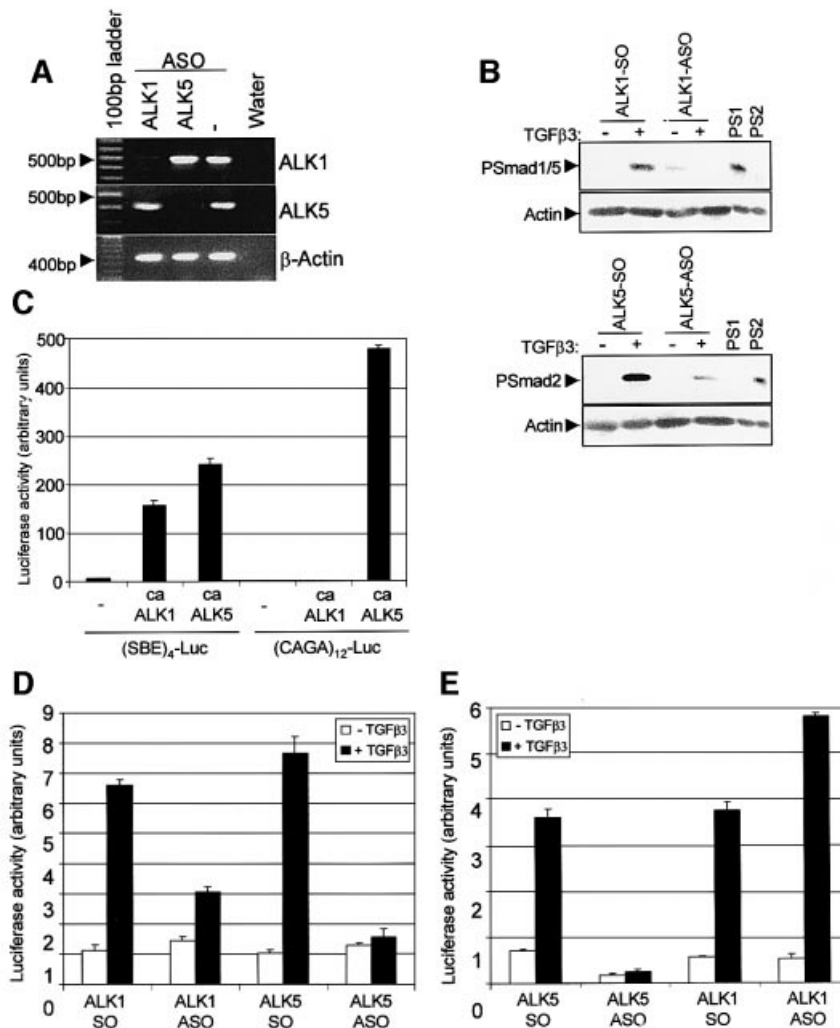 A
100bp ladder
ASO
ALK1
ALK5
-
Water
500bp
ALK1
500bp
ALK5
400bp
β-Actin
B
ALK1-SO
ALK1-ASO
PS1
PS2
TGFβ3: - + - +
PSmad1/5
Actin
ALK5-SO
ALK5-ASO
PS1
PS2
TGFβ3: - + - +
PSmad2
Actin
C
Luciferase activity (arbitrary units)
500
400
300
200
100
0
- ca ALK1 ca ALK5 - ca ALK1 ca ALK5
(SBE)4-Luc (CAGA)12-Luc
D
Luciferase activity (arbitrary units)
9
8
7
6
5
4
3
2
1
0
- TGFβ3
+ TGFβ3
ALK1 SO
ALK1 ASO
ALK5 SO
ALK5 ASO
E
Luciferase activity (arbitrary units)
6
5
4
3
2
1
0
- TGFβ3
+ TGFβ3
ALK5 SO
ALK5 ASO
ALK1 SO
ALK1 ASO